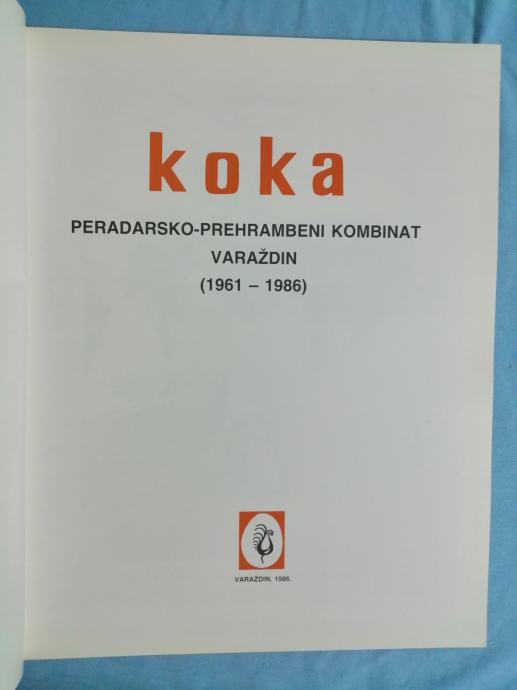 koka
PERADARSKO-PREHRAMBENI KOMBINAT
VARAŽDIN
(1961 – 1986)
VARAŽDIN, 1986.